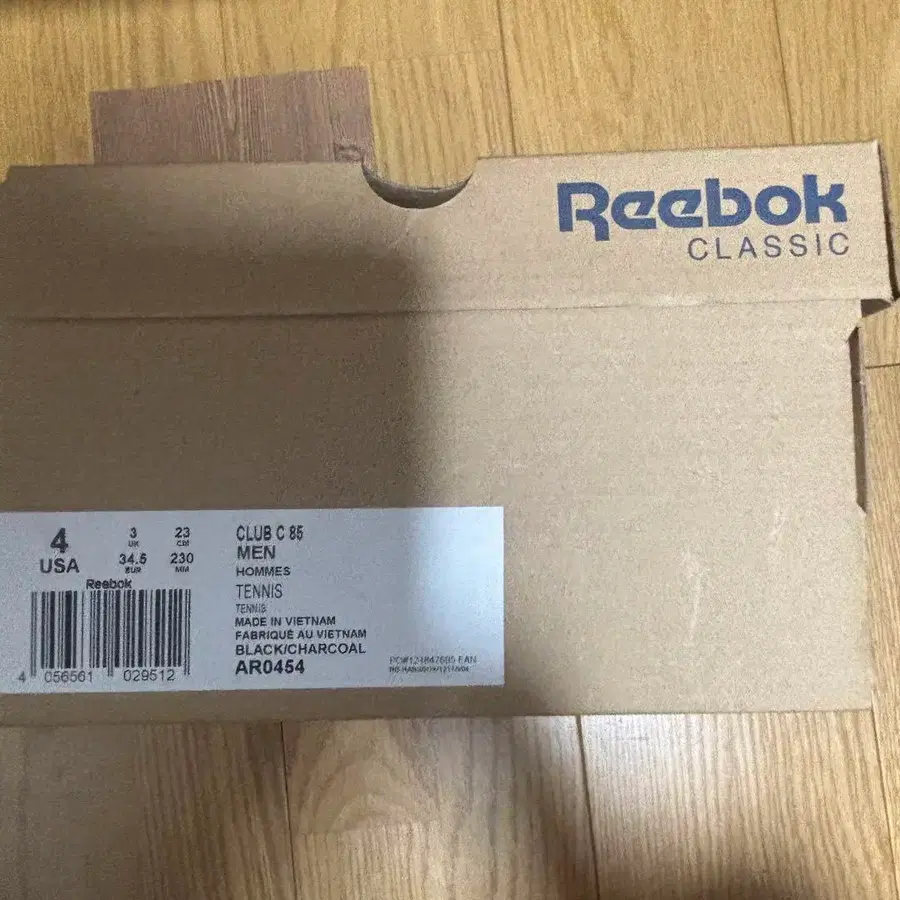 Reebok
CLASSIC
4
USA
3
UK
23
CM
34.5
EUR
230
MM
Reebok
4 056561 029512
CLUB C 85
MEN
HOMMES
TENNIS
TENNIS
MADE IN VIETNAM
FABRIQUÉ AU VIETNAM
BLACK/CHARCOAL
AR0454
EAN